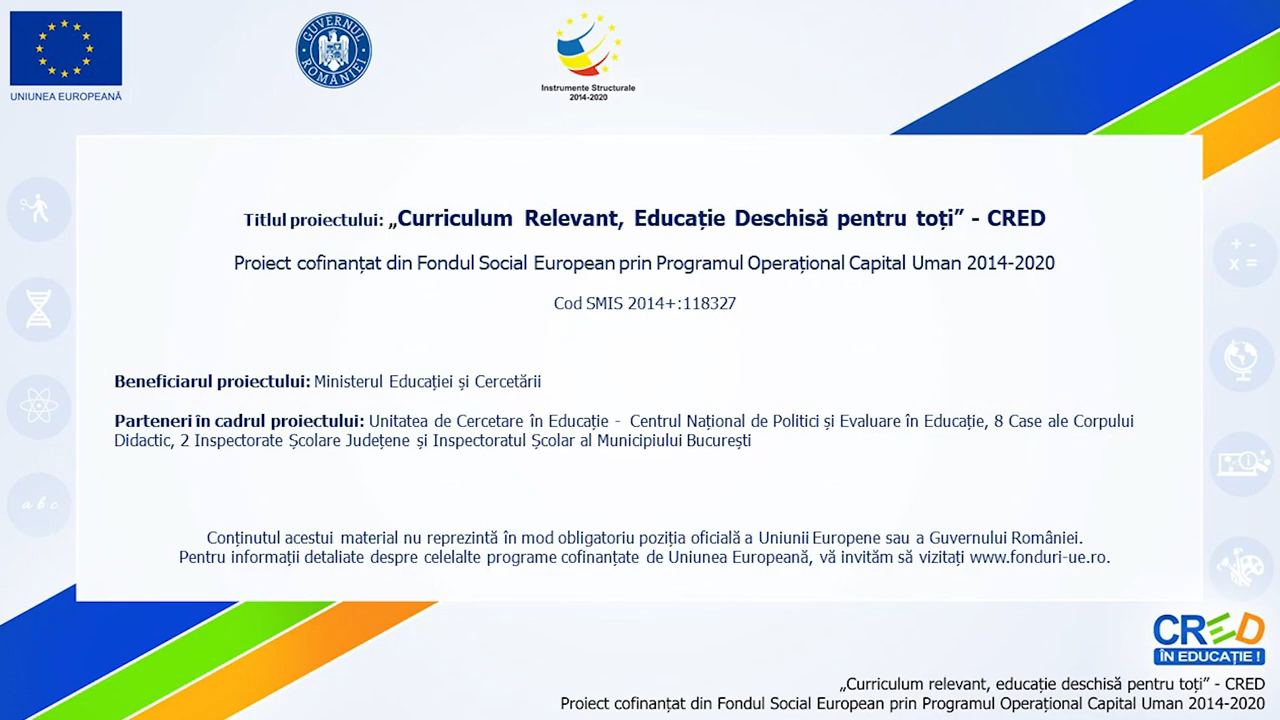 UNIUNEA EUROPEANĂ
GUVERNUL ROMÂNIEI
Instrumente Structurale
2014-2020
Titlul proiectului: „Curriculum Relevant, Educație Deschisă pentru toți” - CRED
Proiect cofinanțat din Fondul Social European prin Programul Operațional Capital Uman 2014-2020
Cod SMIS 2014+:118327
Beneficiarul proiectului: Ministerul Educației și Cercetării
Parteneri în cadrul proiectului: Unitatea de Cercetare în Educație - Centrul Național de Politici și Evaluare în Educație, 8 Case ale Corpului
Didactic, 2 Inspectorate Școlare Județene și Inspectoratul Școlar al Municipiului București
a b c
Conținutul acestui material nu reprezintă în mod obligatoriu poziția oficială a Uniunii Europene sau a Guvernului României.
Pentru informații detaliate despre celelalte programe cofinanțate de Uniunea Europeană, vă invităm să vizitați www.fonduri-ue.ro.
CRED
ÎN EDUCAȚIE !
„Curriculum relevant, educație deschisă pentru toți” - CRED
Proiect cofinanțat din Fondul Social European prin Programul Operațional Capital Uman 2014-2020